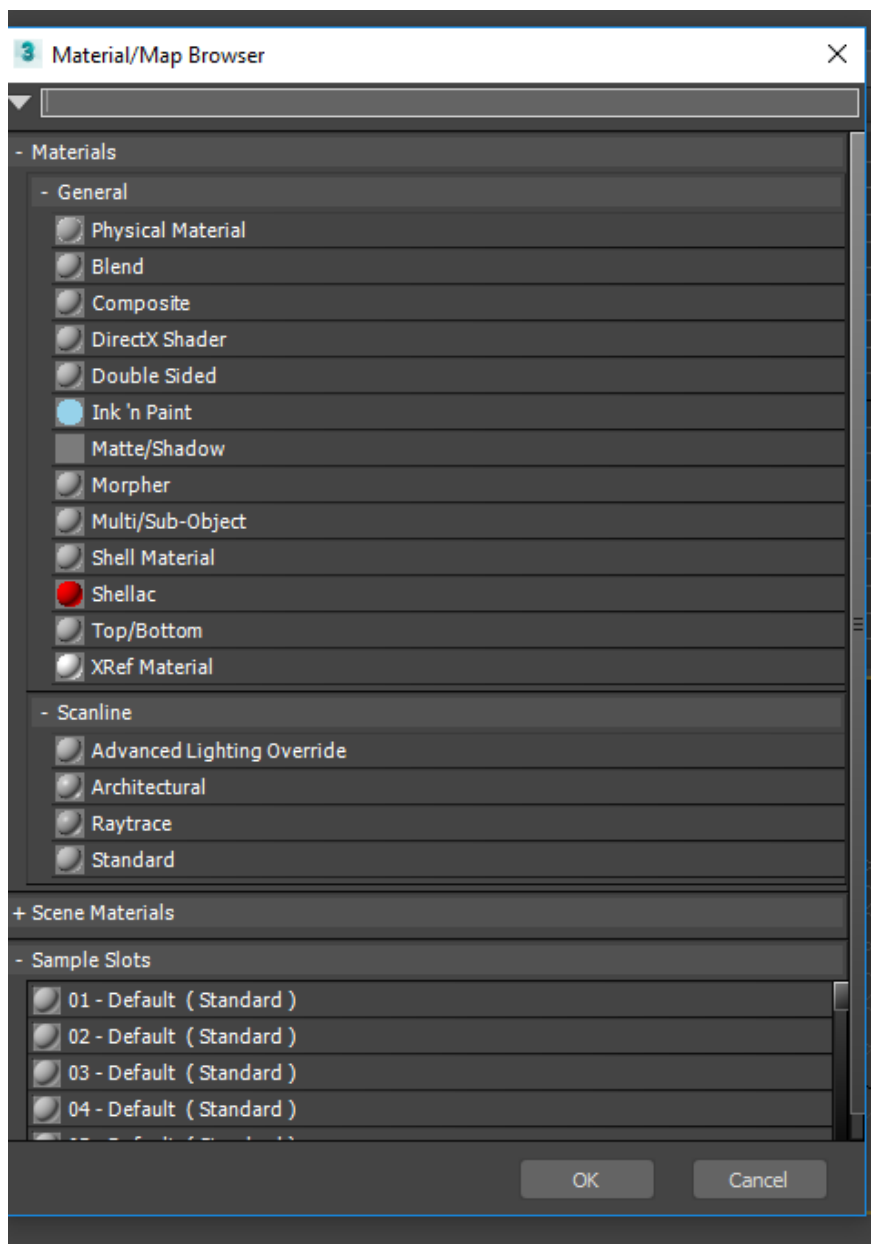 3 Material/Map Browser
- Materials
- General
Physical Material
Blend
Composite
DirectX Shader
Double Sided
Ink 'n Paint
Matte/Shadow
Morpher
Multi/Sub-Object
Shell Material
Shellac
Top/Bottom
XRef Material
- Scanline
Advanced Lighting Override
Architectural
Raytrace
Standard
+ Scene Materials
- Sample Slots
01 - Default ( Standard )
02 - Default ( Standard )
03 - Default ( Standard )
04 - Default ( Standard )
OK Cancel